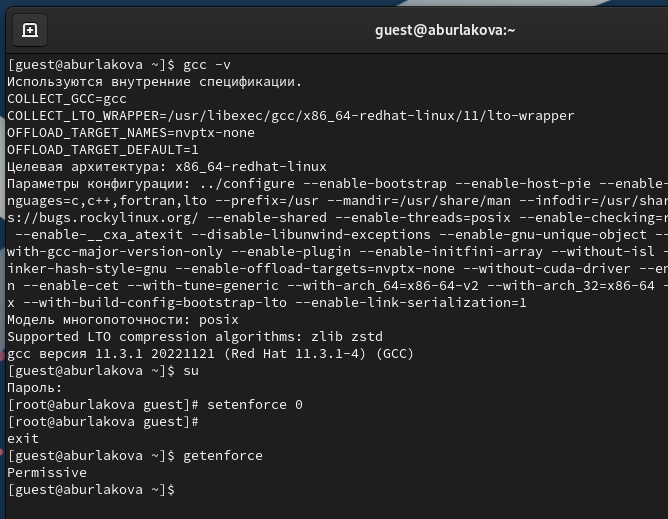 guest@aburlakova:~
[guest@aburlakova ~]$ gcc -v
Используются внутренние спецификации.
COLLECT_GCC=gcc
COLLECT_LTO_WRAPPER=/usr/libexec/gcc/x86_64-redhat-linux/11/lto-wrapper
OFFLOAD_TARGET_NAMES=nvptx-none
OFFLOAD_TARGET_DEFAULT=1
Целевая архитектура: x86_64-redhat-linux
Параметры конфигурации: ../configure --enable-bootstrap --enable-host-pie --enable-
nguages=c,c++,fortran,lto --prefix=/usr --mandir=/usr/share/man --infodir=/usr/shar
s://bugs.rockylinux.org/ --enable-shared --enable-threads=posix --enable-checking=r
--enable-__cxa_atexit --disable-libunwind-exceptions --enable-gnu-unique-object --
with-gcc-major-version-only --enable-plugin --enable-initfini-array --without-isl -
inker-hash-style=gnu --enable-offload-targets=nvptx-none --without-cuda-driver --en
n --enable-cet --with-tune=generic --with-arch_64=x86-64-v2 --with-arch_32=x86-64 -
x --with-build-config=bootstrap-lto --enable-link-serialization=1
Модель многопоточности: posix
Supported LTO compression algorithms: zlib zstd
gcc версия 11.3.1 20221121 (Red Hat 11.3.1-4) (GCC)
[guest@aburlakova ~]$ su
Пароль:
[root@aburlakova guest]# setenforce 0
[root@aburlakova guest]#
exit
[guest@aburlakova ~]$ getenforce
Permissive
[guest@aburlakova ~]$